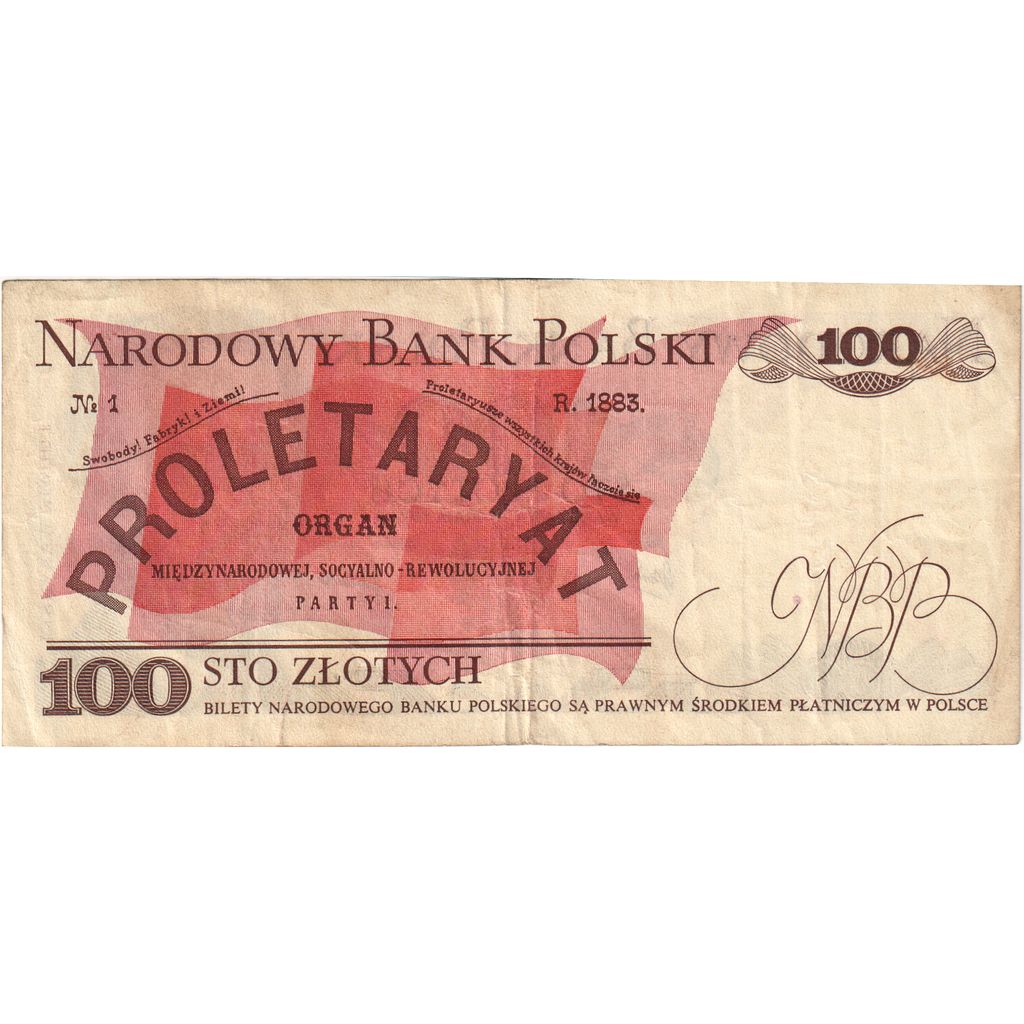 NARODOWY BANK POLSKI 100
№ 1 R. 1883.
Swobody! Fabryk! i Ziemi!
Proletaryusze wszystkich krajów łączcie się
PROLETARYAT
ORGAN
MIĘDZYNARODOWEJ, SOCYALNO-REWOLUCYJNEJ
PARTYI.
100 STO ZŁOTYCH
NBP
BILETY NARODOWEGO BANKU POLSKIEGO SĄ PRAWNYM ŚRODKIEM PŁATNICZYM W POLSCE